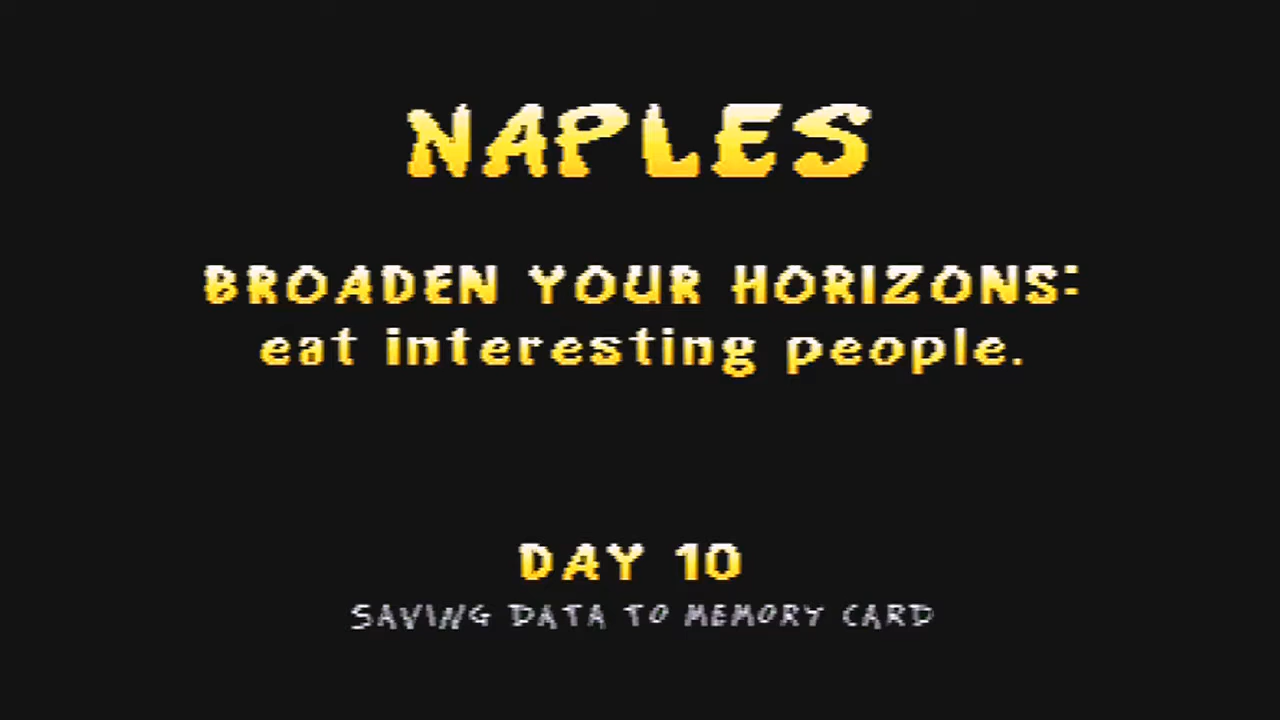 NAPLES
BROADEN YOUR HORIZONS:
eat interesting people.
DAY 10
SAVING DATA TO MEMORY CARD